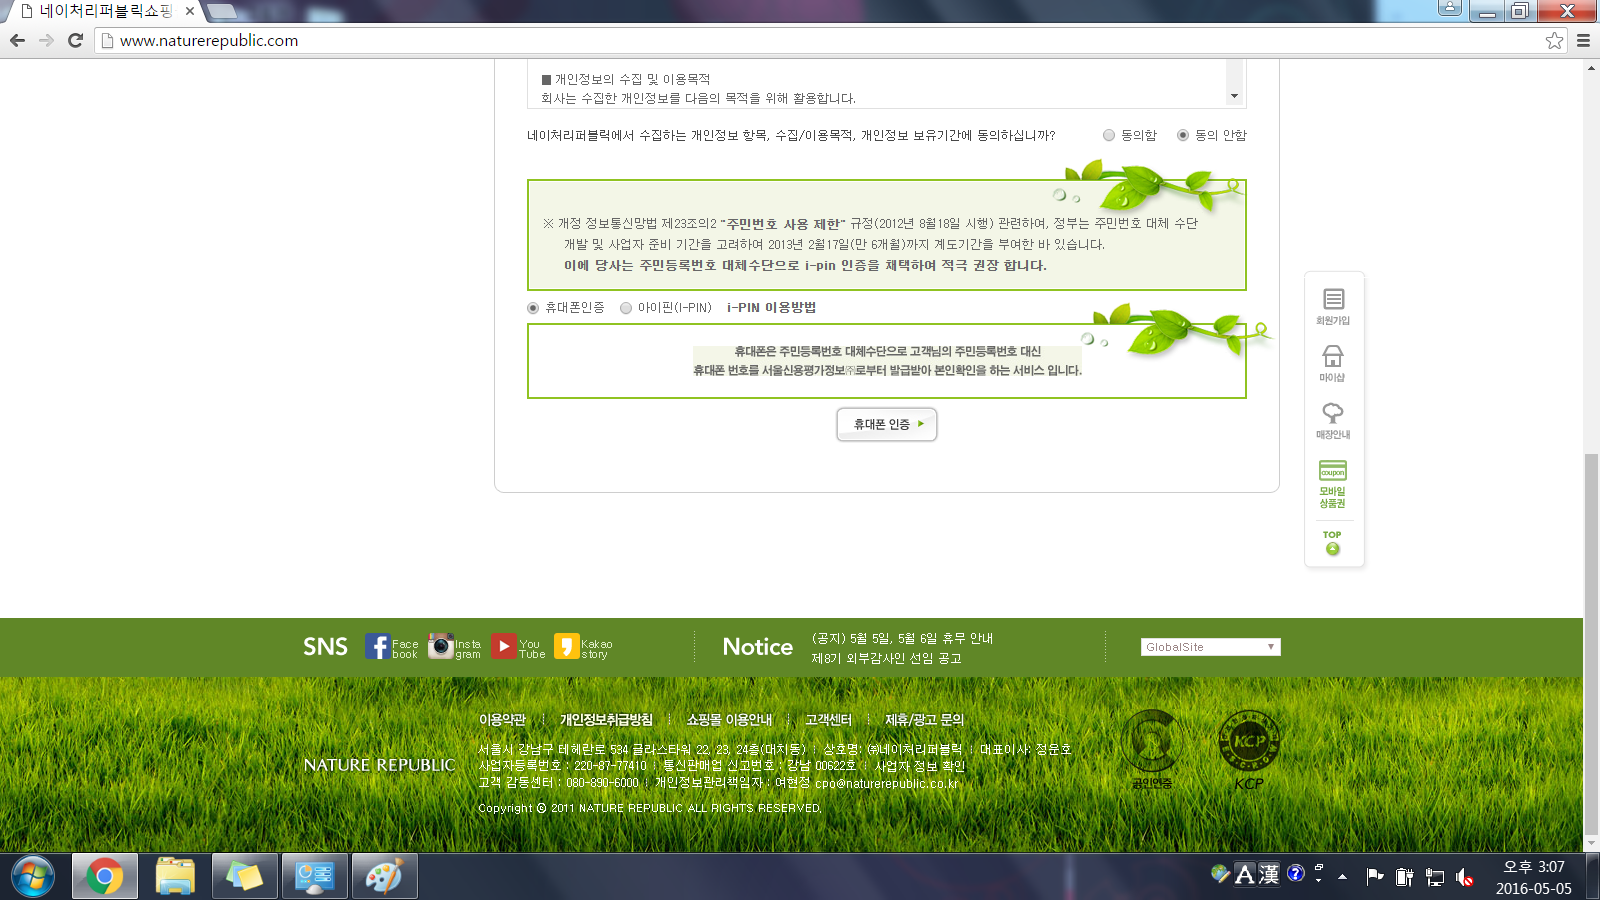 네이처리퍼블릭쇼핑
www.naturerepublic.com
■ 개인정보의 수집 및 이용목적
회사는 수집한 개인정보를 다음의 목적을 위해 활용합니다.
네이처리퍼블릭에서 수집하는 개인정보 항목, 수집/이용목적, 개인정보 보유기간에 동의하십니까? 동의함 동의 안함
※ 개정 정보통신망법 제23조의2 "주민번호 사용 제한" 규정(2012년 8월18일 시행) 관련하여, 정부는 주민번호 대체 수단
개발 및 사업자 준비 기간을 고려하여 2013년 2월17일(만 6개월)까지 계도기간을 부여한 바 있습니다.
이에 당사는 주민등록번호 대체수단으로 i-pin 인증을 채택하여 적극 권장 합니다.
휴대폰인증 아이핀(I-PIN) i-PIN 이용방법
휴대폰은 주민등록번호 대체수단으로 고객님의 주민등록번호 대신
휴대폰 번호를 서울신용평가정보㈜로부터 발급받아 본인확인을 하는 서비스 입니다.
휴대폰 인증
회원가입
마이샵
매장안내
coupon
모바일
상품권
TOP
SNS
Face
book
Insta
gram
You
Tube
Kakao
story
Notice
(공지) 5월 5일, 5월 6일 휴무 안내
제8기 외부감사인 선임 공고
GlobalSite
이용약관 개인정보취급방침 쇼핑몰 이용안내 고객센터 제휴/광고 문의
NATURE REPUBLIC
서울시 강남구 테헤란로 534 글라스타워 22, 23, 24층(대치동) 상호명: ㈜네이처리퍼블릭 대표이사: 정운호
사업자등록번호 : 220-87-77410 통신판매업 신고번호 : 강남 00622호 사업자 정보 확인
고객 감동센터 : 080-890-6000 개인정보관리책임자 : 여현정 cpo@naturerepublic.co.kr
Copyright ⓒ 2011 NATURE REPUBLIC ALL RIGHTS RESERVED.
공인인증
KCP
KCP
A 漢
오후 3:07
2016-05-05